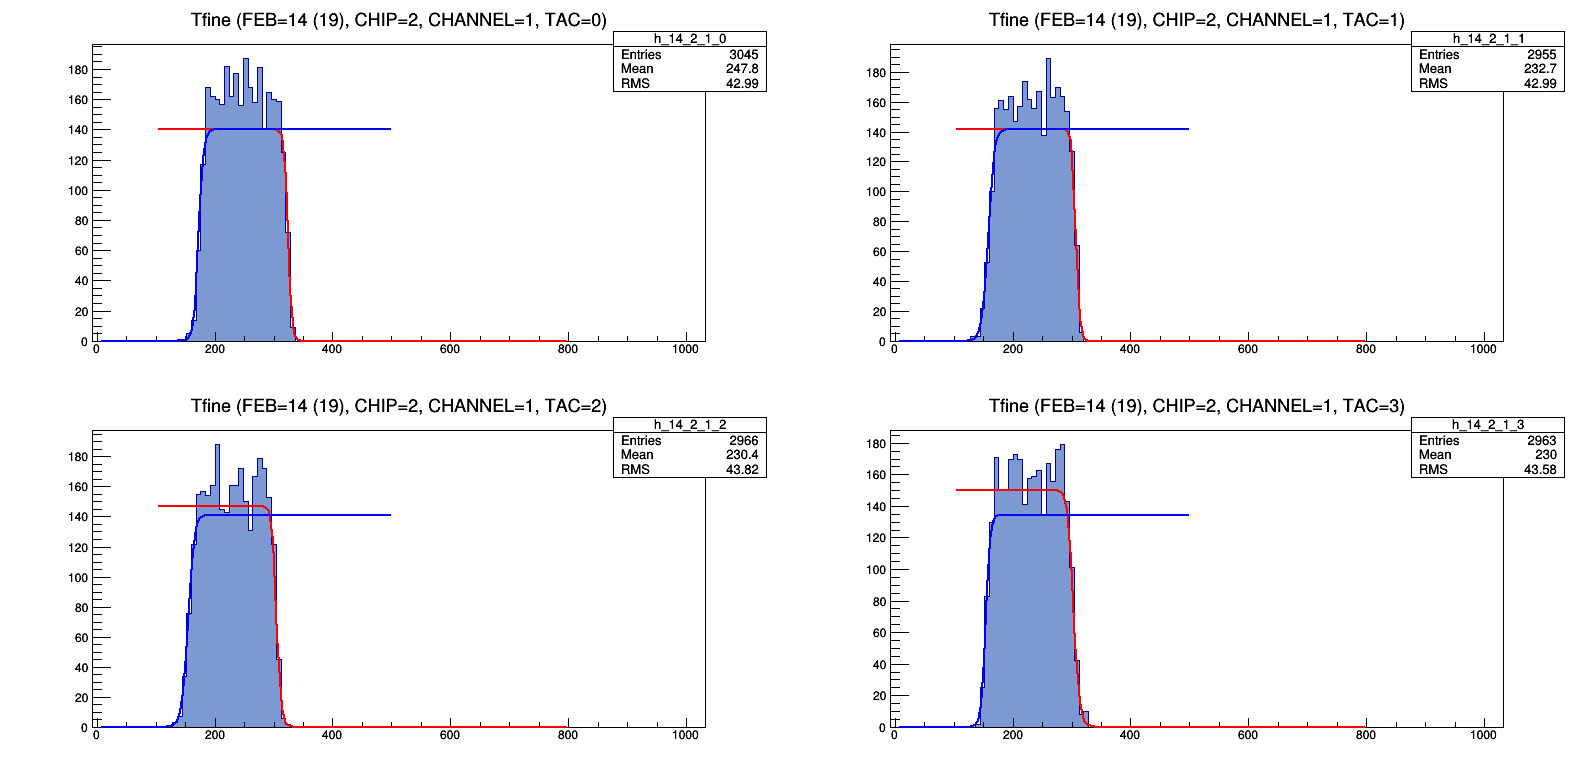 Tfine (FEB=14 (19), CHIP=2, CHANNEL=1, TAC=0)
h_14_2_1_0
Entries 3045
Mean 247.8
RMS 42.99
180
160
140
120
100
80
60
40
20
0
0 200 400 600 800 1000
Tfine (FEB=14 (19), CHIP=2, CHANNEL=1, TAC=1)
h_14_2_1_1
Entries 2955
Mean 232.7
RMS 42.99
180
160
140
120
100
80
60
40
20
0
0 200 400 600 800 1000
Tfine (FEB=14 (19), CHIP=2, CHANNEL=1, TAC=2)
h_14_2_1_2
Entries 2966
Mean 230.4
RMS 43.82
180
160
140
120
100
80
60
40
20
0
0 200 400 600 800 1000
Tfine (FEB=14 (19), CHIP=2, CHANNEL=1, TAC=3)
h_14_2_1_3
Entries 2963
Mean 230
RMS 43.58
180
160
140
120
100
80
60
40
20
0
0 200 400 600 800 1000